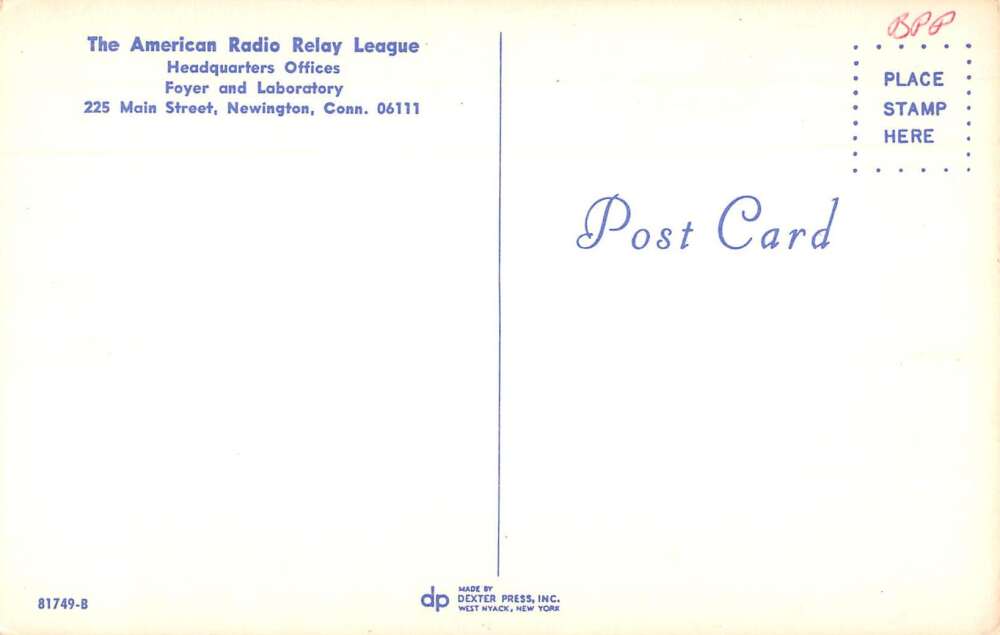 The American Radio Relay League
Headquarters Offices
Foyer and Laboratory
225 Main Street, Newington, Conn. 06111
BPP
PLACE
STAMP
HERE
Post Card
81749-B
dp
MADE BY
DEXTER PRESS, INC.
WEST NYACK, NEW YORK